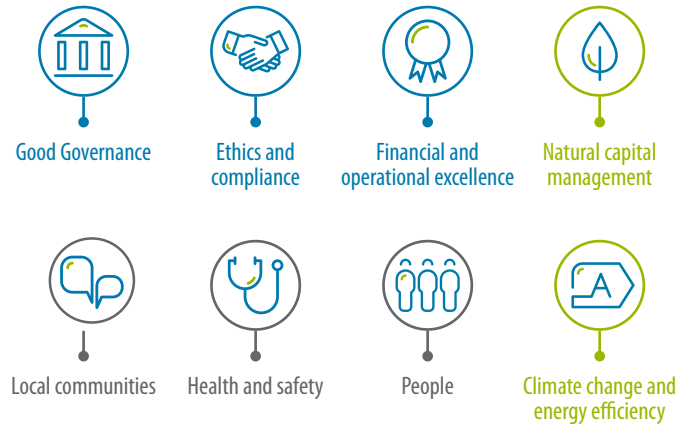 Good Governance
Ethics and
compliance
Financial and
operational excellence
Natural capital
management
Local communities
Health and safety
People
A
Climate change and
energy efficiency